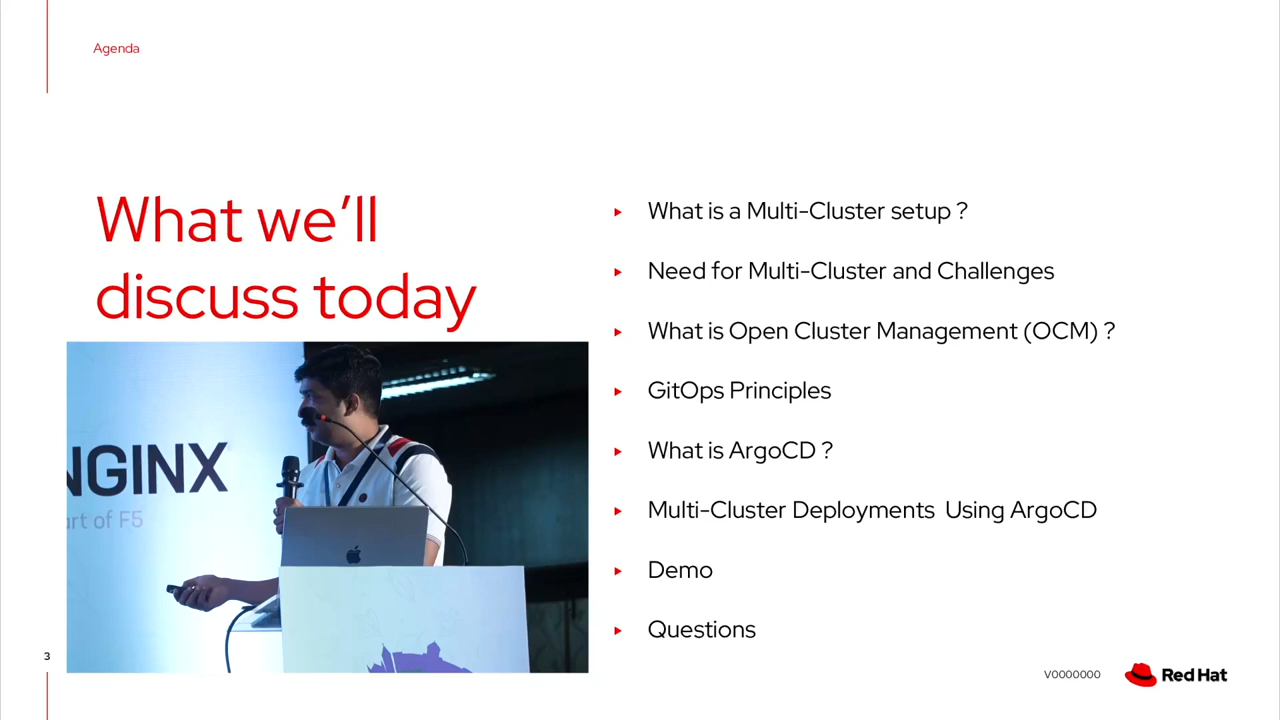 Agenda
What we’ll
discuss today
What is a Multi-Cluster setup ?
Need for Multi-Cluster and Challenges
What is Open Cluster Management (OCM) ?
GitOps Principles
What is ArgoCD ?
Multi-Cluster Deployments  Using ArgoCD
Demo
Questions
NGINX
art of F5
3
V0000000
Red Hat